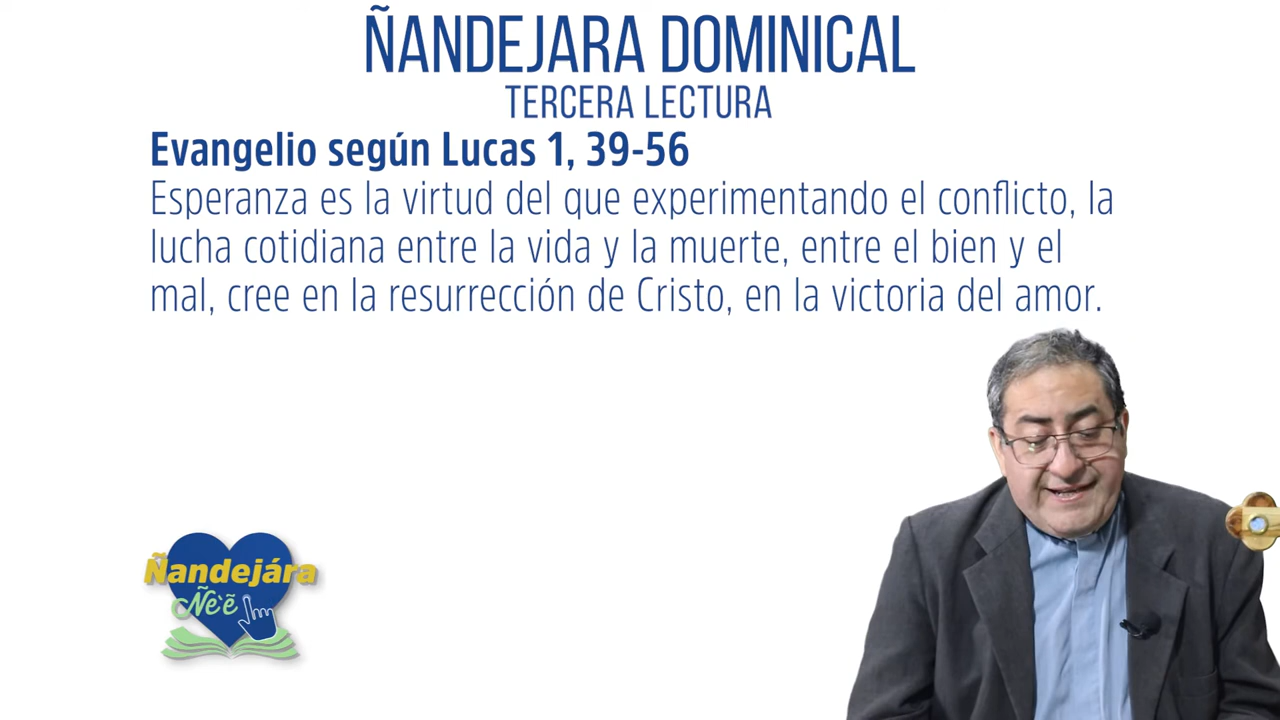 ÑANDEJARA DOMINICAL
TERCERA LECTURA
Evangelio según Lucas 1, 39-56
Esperanza es la virtud del que experimentando el conflicto, la
lucha cotidiana entre la vida y la muerte, entre el bien y el
mal, cree en la resurrección de Cristo, en la victoria del amor.
Ñandejára
Ñe'ẽ